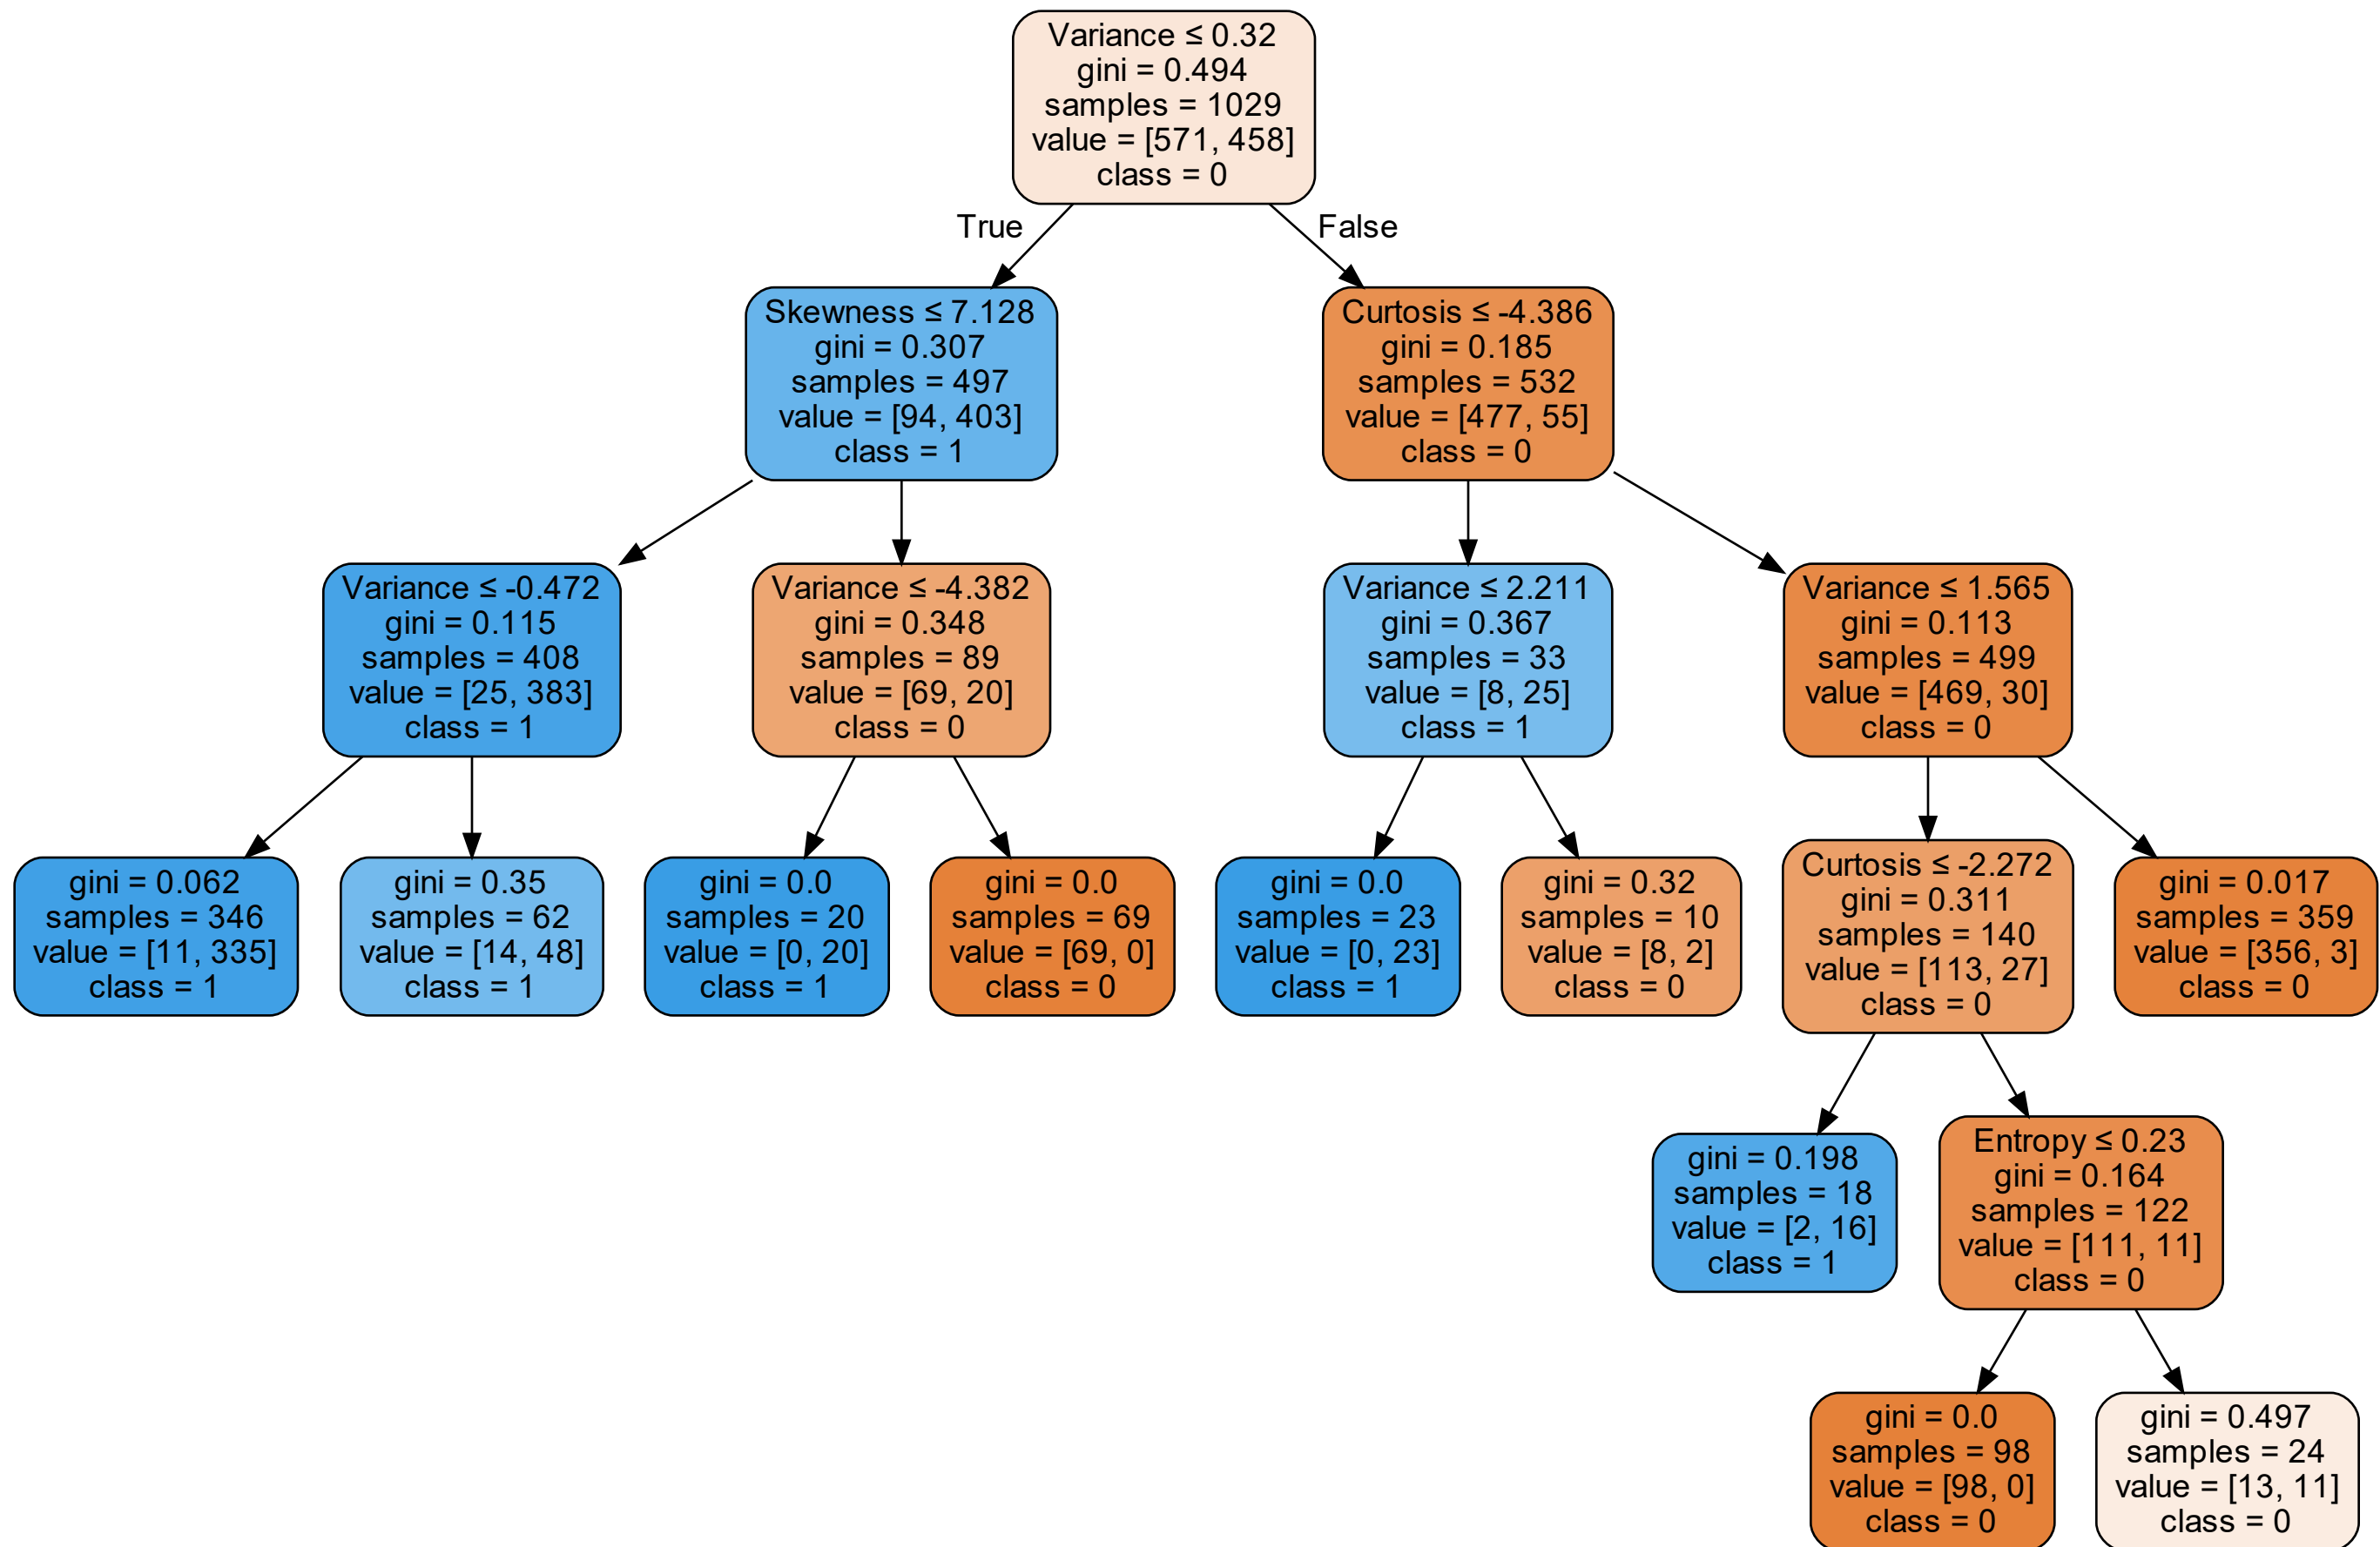 Variance ≤ 0.32
gini = 0.494
samples = 1029
value = [571, 458]
class = 0
True
False
Skewness ≤ 7.128
gini = 0.307
samples = 497
value = [94, 403]
class = 1
Curtosis ≤ -4.386
gini = 0.185
samples = 532
value = [477, 55]
class = 0
Variance ≤ -0.472
gini = 0.115
samples = 408
value = [25, 383]
class = 1
Variance ≤ -4.382
gini = 0.348
samples = 89
value = [69, 20]
class = 0
Variance ≤ 2.211
gini = 0.367
samples = 33
value = [8, 25]
class = 1
Variance ≤ 1.565
gini = 0.113
samples = 499
value = [469, 30]
class = 0
gini = 0.062
samples = 346
value = [11, 335]
class = 1
gini = 0.35
samples = 62
value = [14, 48]
class = 1
gini = 0.0
samples = 20
value = [0, 20]
class = 1
gini = 0.0
samples = 69
value = [69, 0]
class = 0
gini = 0.0
samples = 23
value = [0, 23]
class = 1
gini = 0.32
samples = 10
value = [8, 2]
class = 0
Curtosis ≤ -2.272
gini = 0.311
samples = 140
value = [113, 27]
class = 0
gini = 0.017
samples = 359
value = [356, 3]
class = 0
gini = 0.198
samples = 18
value = [2, 16]
class = 1
Entropy ≤ 0.23
gini = 0.164
samples = 122
value = [111, 11]
class = 0
gini = 0.0
samples = 98
value = [98, 0]
class = 0
gini = 0.497
samples = 24
value = [13, 11]
class = 0